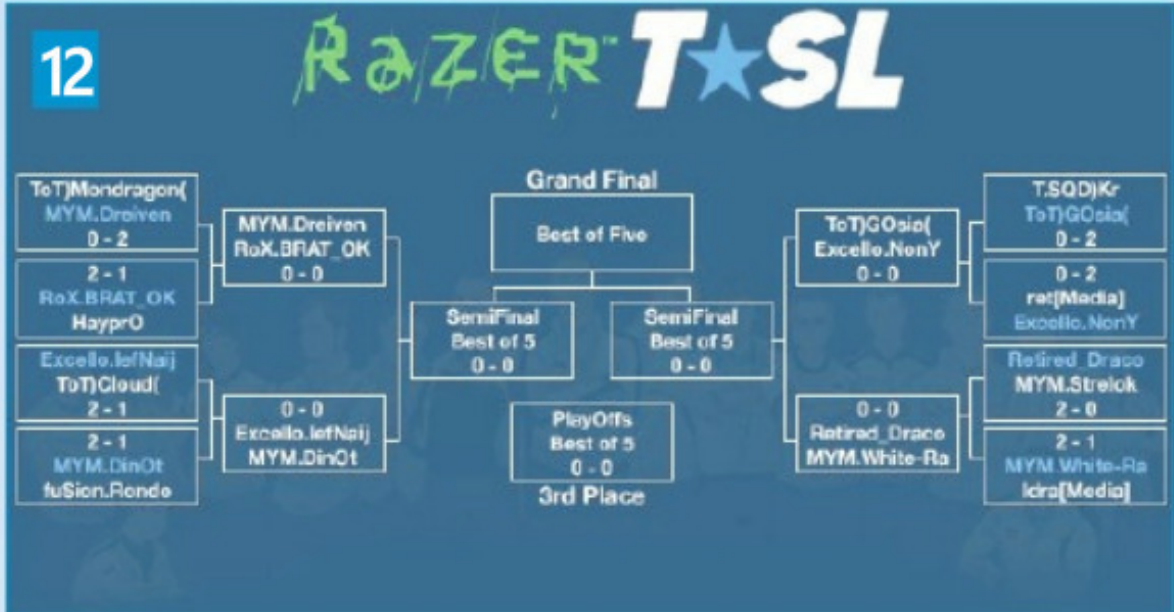 12
RAZER™ T★SL
ToT)Mondragon(
MYM.Dreiven
0 - 2
2 - 1
RoX.BRAT_OK
HayprO
Excello.IefNaij
ToT)Cloud(
2 - 1
2 - 1
MYM.DinOt
fuSion.Rondo
MYM.Dreiven
RoX.BRAT_OK
0 - 0
0 - 0
Excello.IefNaij
MYM.DinOt
Grand Final
Best of Five
SemiFinal
Best of 5
0 - 0
SemiFinal
Best of 5
0 - 0
PlayOffs
Best of 5
0 - 0
3rd Place
ToT)GOsia(
Excello.NonY
0 - 0
0 - 0
Retired_Draco
MYM.White-Ra
T.SQD)Kr
ToT)GOsia(
0 - 2
0 - 2
ret[Media]
Excello.NonY
Retired_Draco
MYM.Strelok
2 - 0
2 - 1
MYM.White-Ra
Idra[Media]